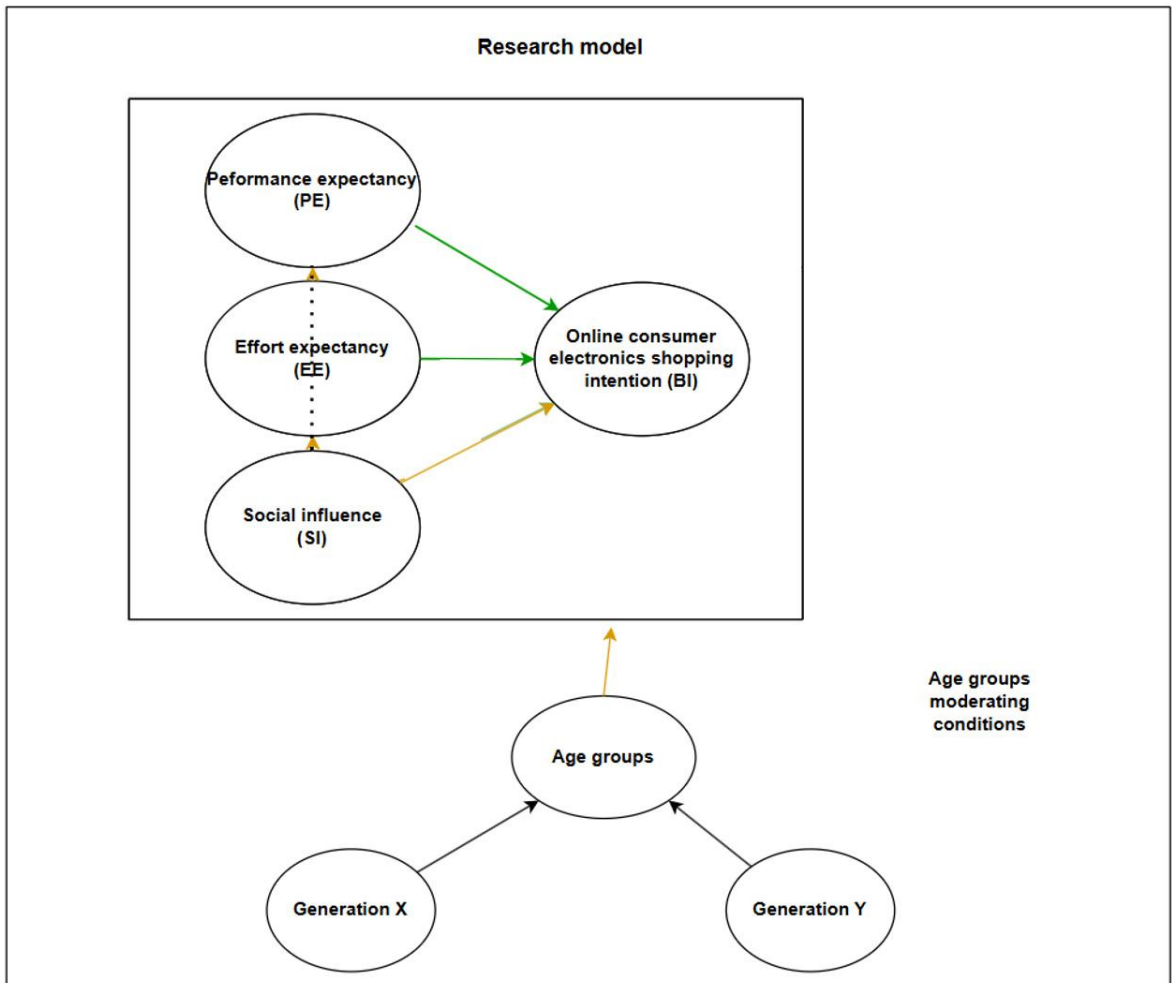 Research model
Peformance expectancy
(PE)
Effort expectancy
(EE)
Online consumer
electronics shopping
intention (BI)
Social influence
(SI)
Age groups
moderating
conditions
Age groups
Generation X
Generation Y